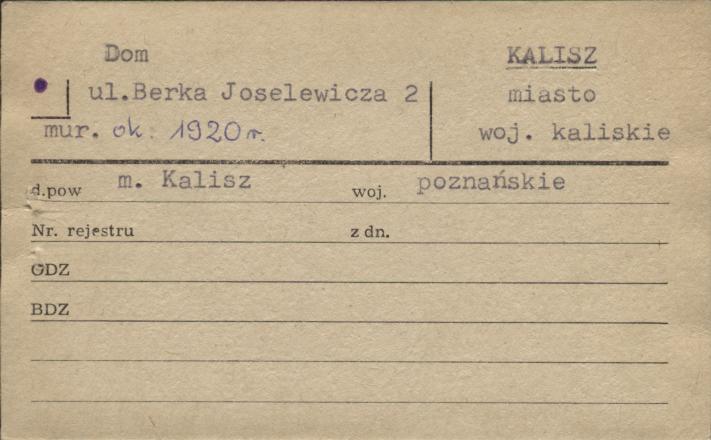 Dom
ul.Berka Joselewicza 2
mur. ok. 1920 r.
KALISZ
miasto
woj. kaliskie
d.pow m. Kalisz woj. poznańskie
Nr. rejestru z dn.
GDZ
BDZ